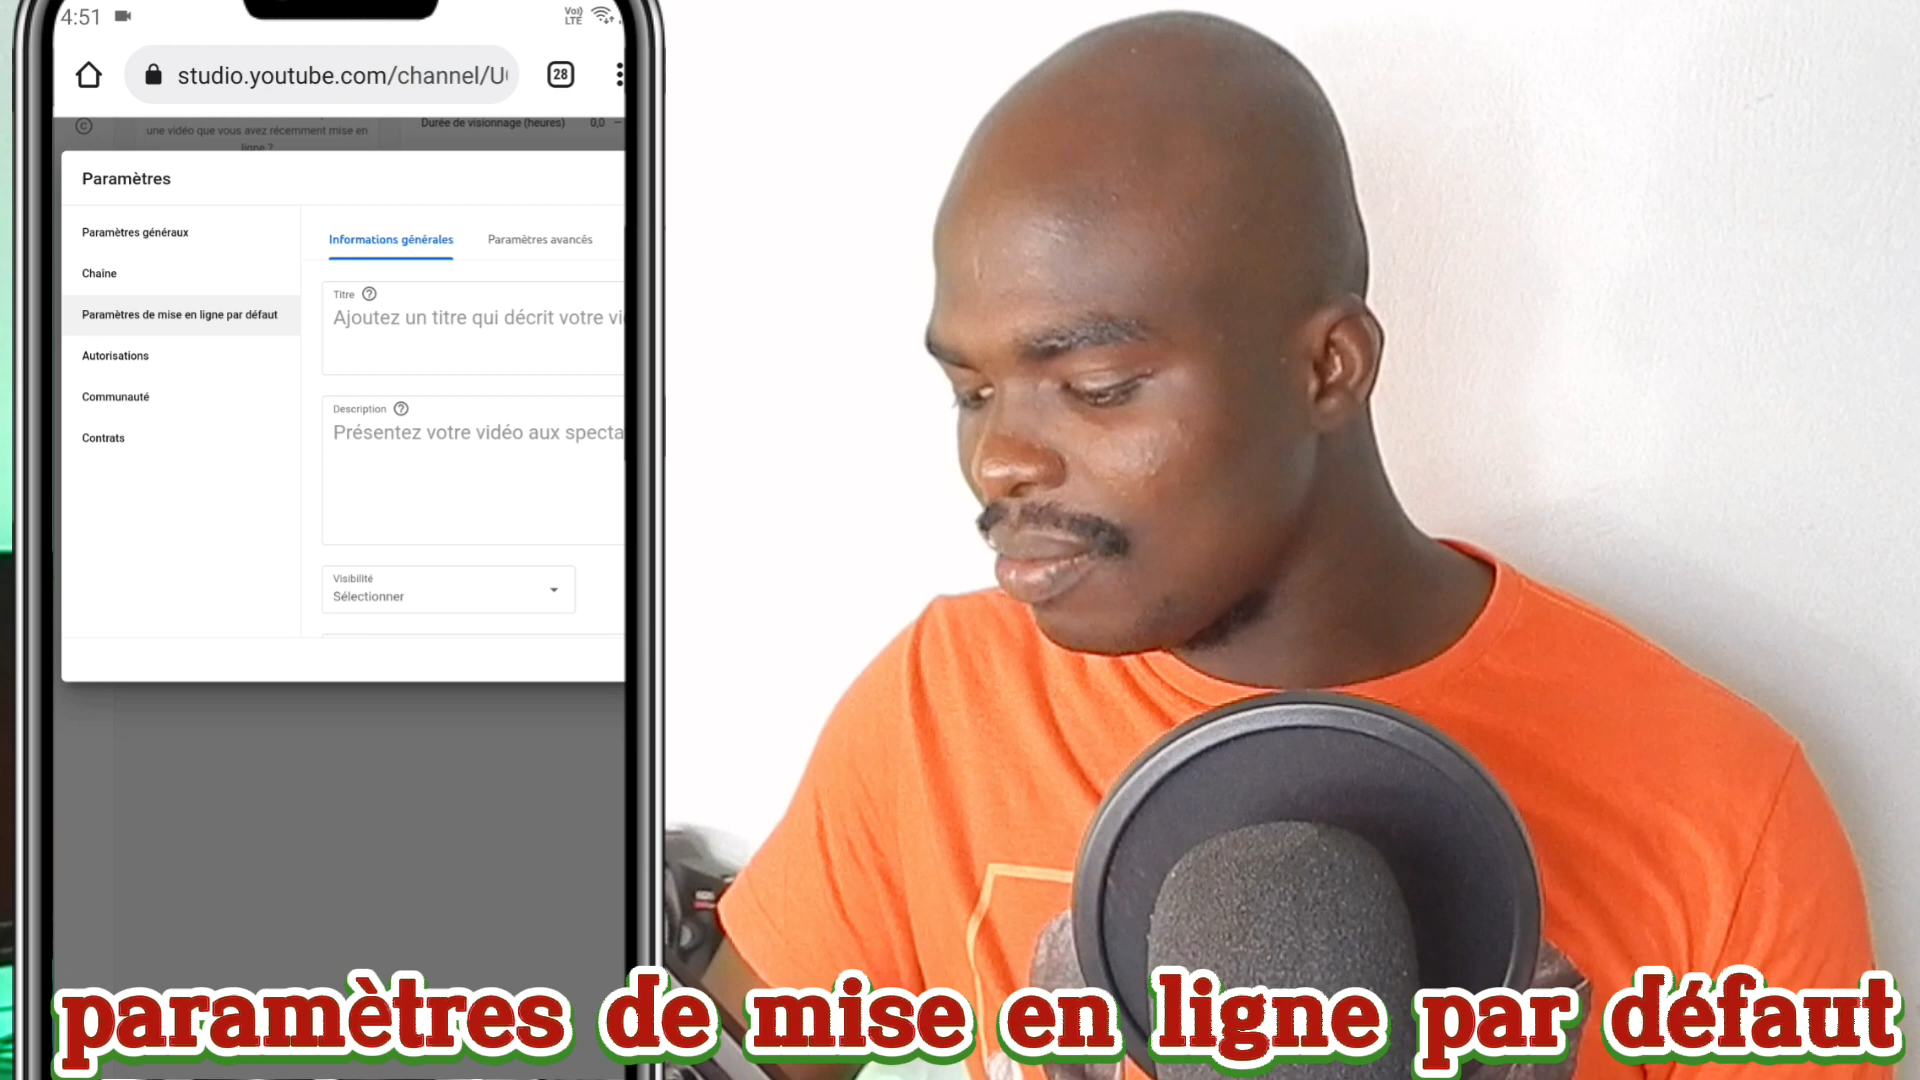 4:51
Vo)) LTE
studio.youtube.com/channel/U
28
une vidéo que vous avez récemment mise en
ligne ?
Durée de visionnage (heures) 0,0 —
Paramètres
Paramètres généraux
Chaîne
Paramètres de mise en ligne par défaut
Autorisations
Communauté
Contrats
Informations générales Paramètres avancés
Titre
Ajoutez un titre qui décrit votre vi
Description
Présentez votre vidéo aux specta
Visibilité
Sélectionner
paramètres de mise en ligne par défaut